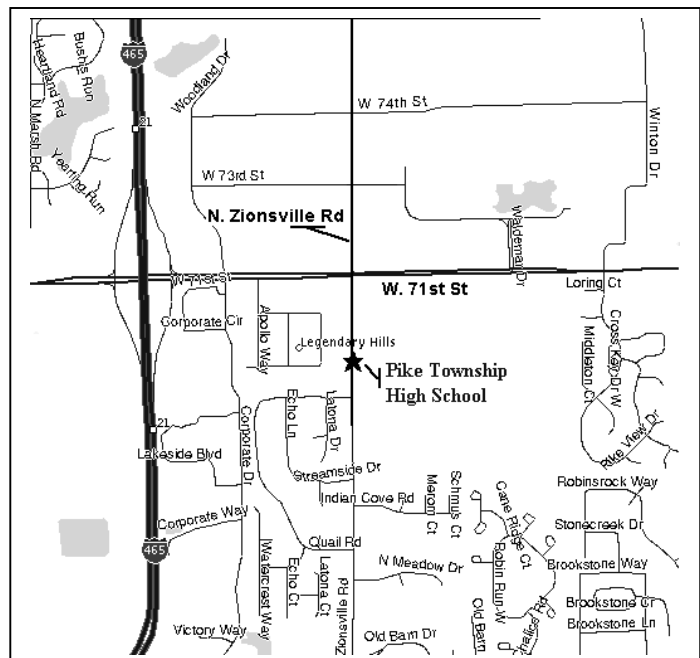 465
Heartland Rd
Bushis Run
N Marsh Rd
Yearling Run
21
Woodland Dr
W 74th St
Winton Dr
W 73rd St
N. Zionsville Rd
Waldemar Dr
W 71st St
W. 71st St
Loring Ct
Corporate Cir
Apollo Way
Legendary Hills
Pike Township
High School
Middleton Ct
Cross Key Dr W
Pike View Dr
21
Lakeside Blvd
Corporate Dr
Echo Ln
Latona Dr
Streamside Dr
Indian Cove Rd
Merom Ct
Schmus Ct
Cane Ridge Ct
Robinsrock Way
Stonecreek Dr
Corporate Way
465
Quail Rd
Watercrest Way
Echo Ct
Latona Ct
Zionsville Rd
N Meadow Dr
Robin Run W
Brookstone Way
Brookstone Cr
Brookstone Ln
Victory Way
Old Barn Dr
Old Barn